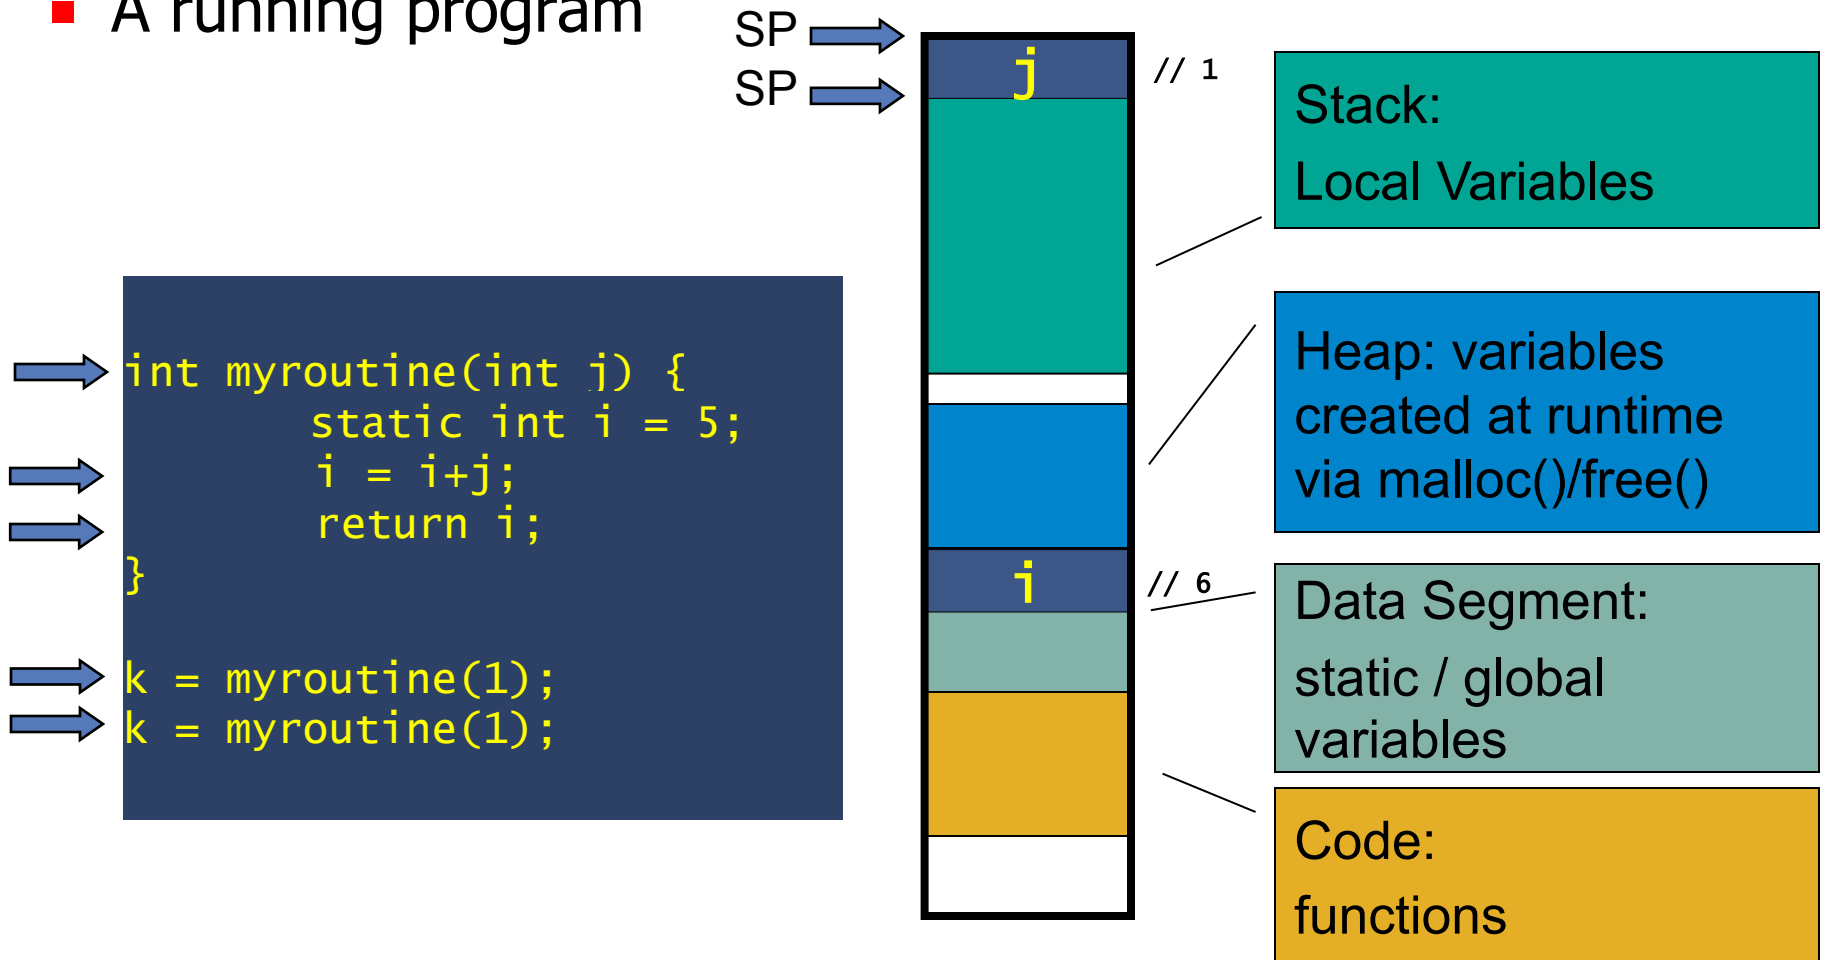 A running program
SP
SP
j
// 1
Stack:
Local Variables
int myroutine(int j) {
static int i = 5;
i = i+j;
return i;
}
k = myroutine(1);
k = myroutine(1);
Heap: variables
created at runtime
via malloc()/free()
i
// 6
Data Segment:
static / global
variables
Code:
functions